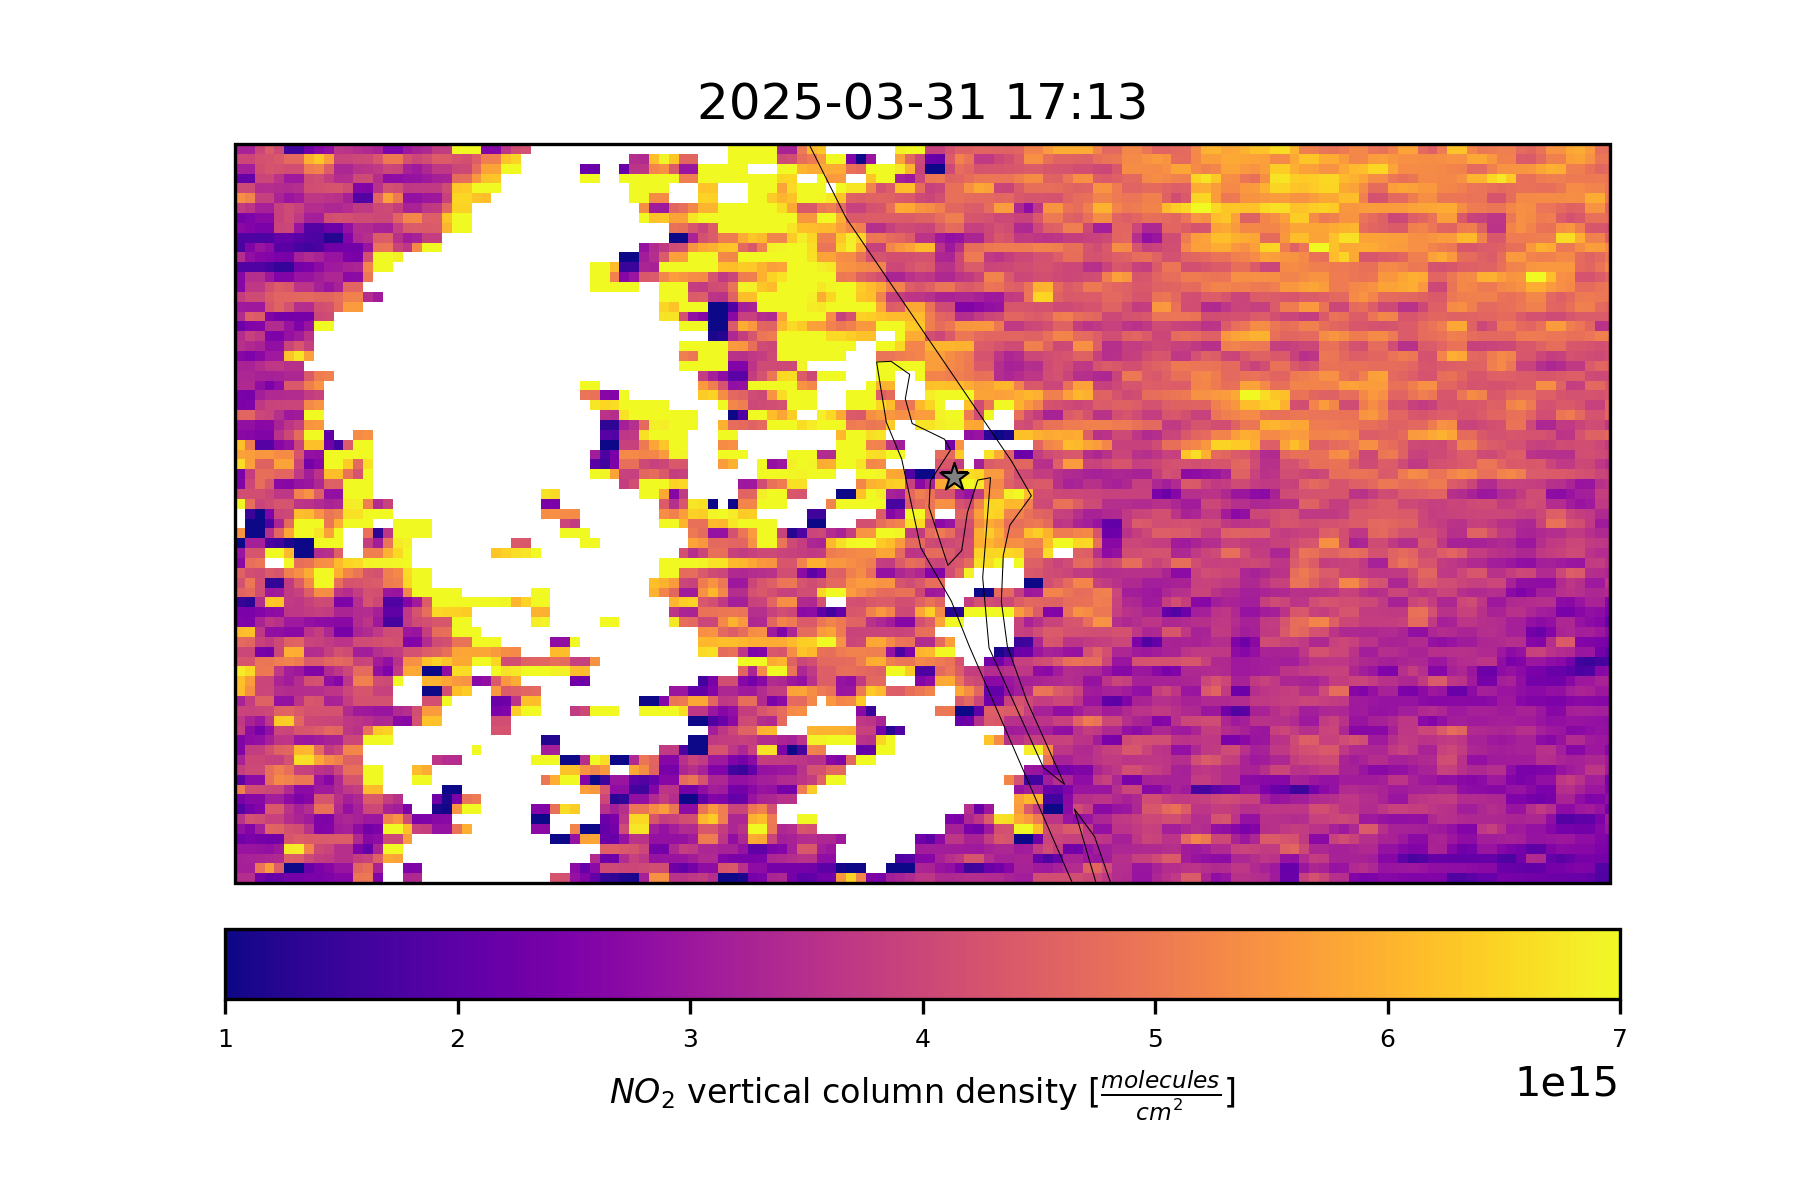 2025-03-31 17:13
1 2 3 4 5 6 7
1e15
NO₂ vertical column density [molecules/cm²]